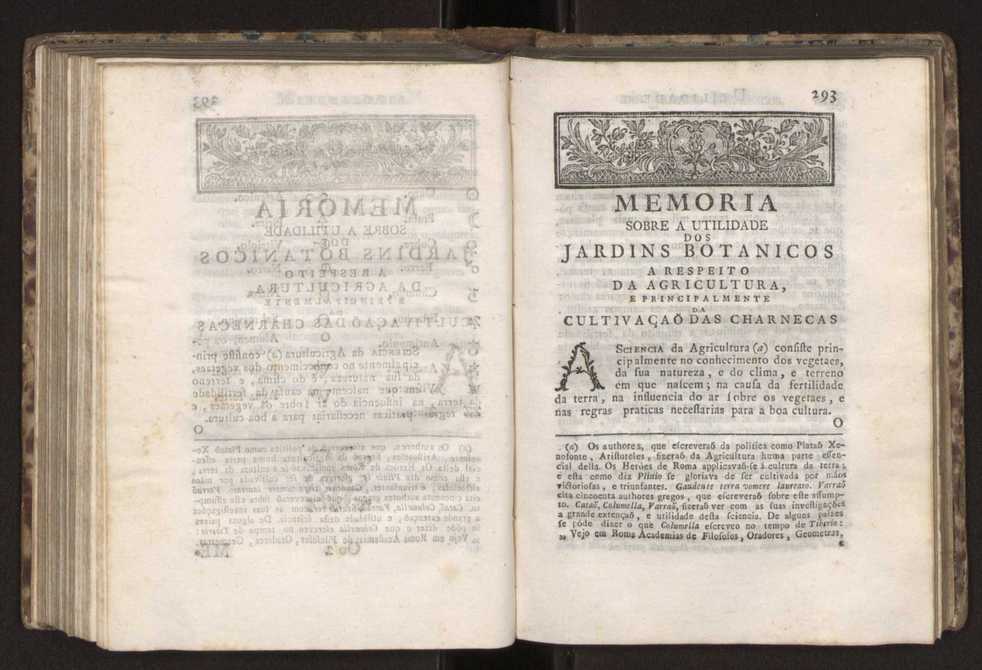 293
MEMORIA
SOBRE A UTILIDADE
DOS
JARDINS BOTANICOS
A RESPEITO
DA AGRICULTURA,
E PRINCIPALMENTE
DA
CULTIVAÇAÕ DAS CHARNECAS
A SCIENCIA da Agricultura (a) consiſte prin-
cipalmente no conhecimento dos vegetaes,
da ſua natureza, e do clima, e terreno
em que naſcem; na cauſa da fertilidade
da terra, na influencia do ar ſobre os vegetaes, e
nas regras praticas neceſſarias para a boa cultura.
O
(a) Os authores, que eſcreveraõ da politica como Plataõ Xe-
nofonte, Ariſtoteles, fizeraõ da Agricultura huma parte eſſen-
cial della. Os Heróes de Roma applicavaõ-ſe á cultura da terra;
e eſta como diz Plinio ſe gloriava de ſer cultivada por mãos
victorioſas, e triunfantes. Gaudente terra vomere laureato. Varraõ
cita cincoenta authores gregos, que eſcreveraõ ſobre eſte aſſump-
to. Cataõ, Columella, Varraõ, fizeraõ ver com as ſuas inveſtigações
a grande extençaõ, e utilidade deſta ſciencia. De alguns paizes
ſe póde dizer o que Columella eſcreveo no tempo de Tiberio:
„ Vejo em Roma Academias de Filoſofos, Oradores, Geometras,
e